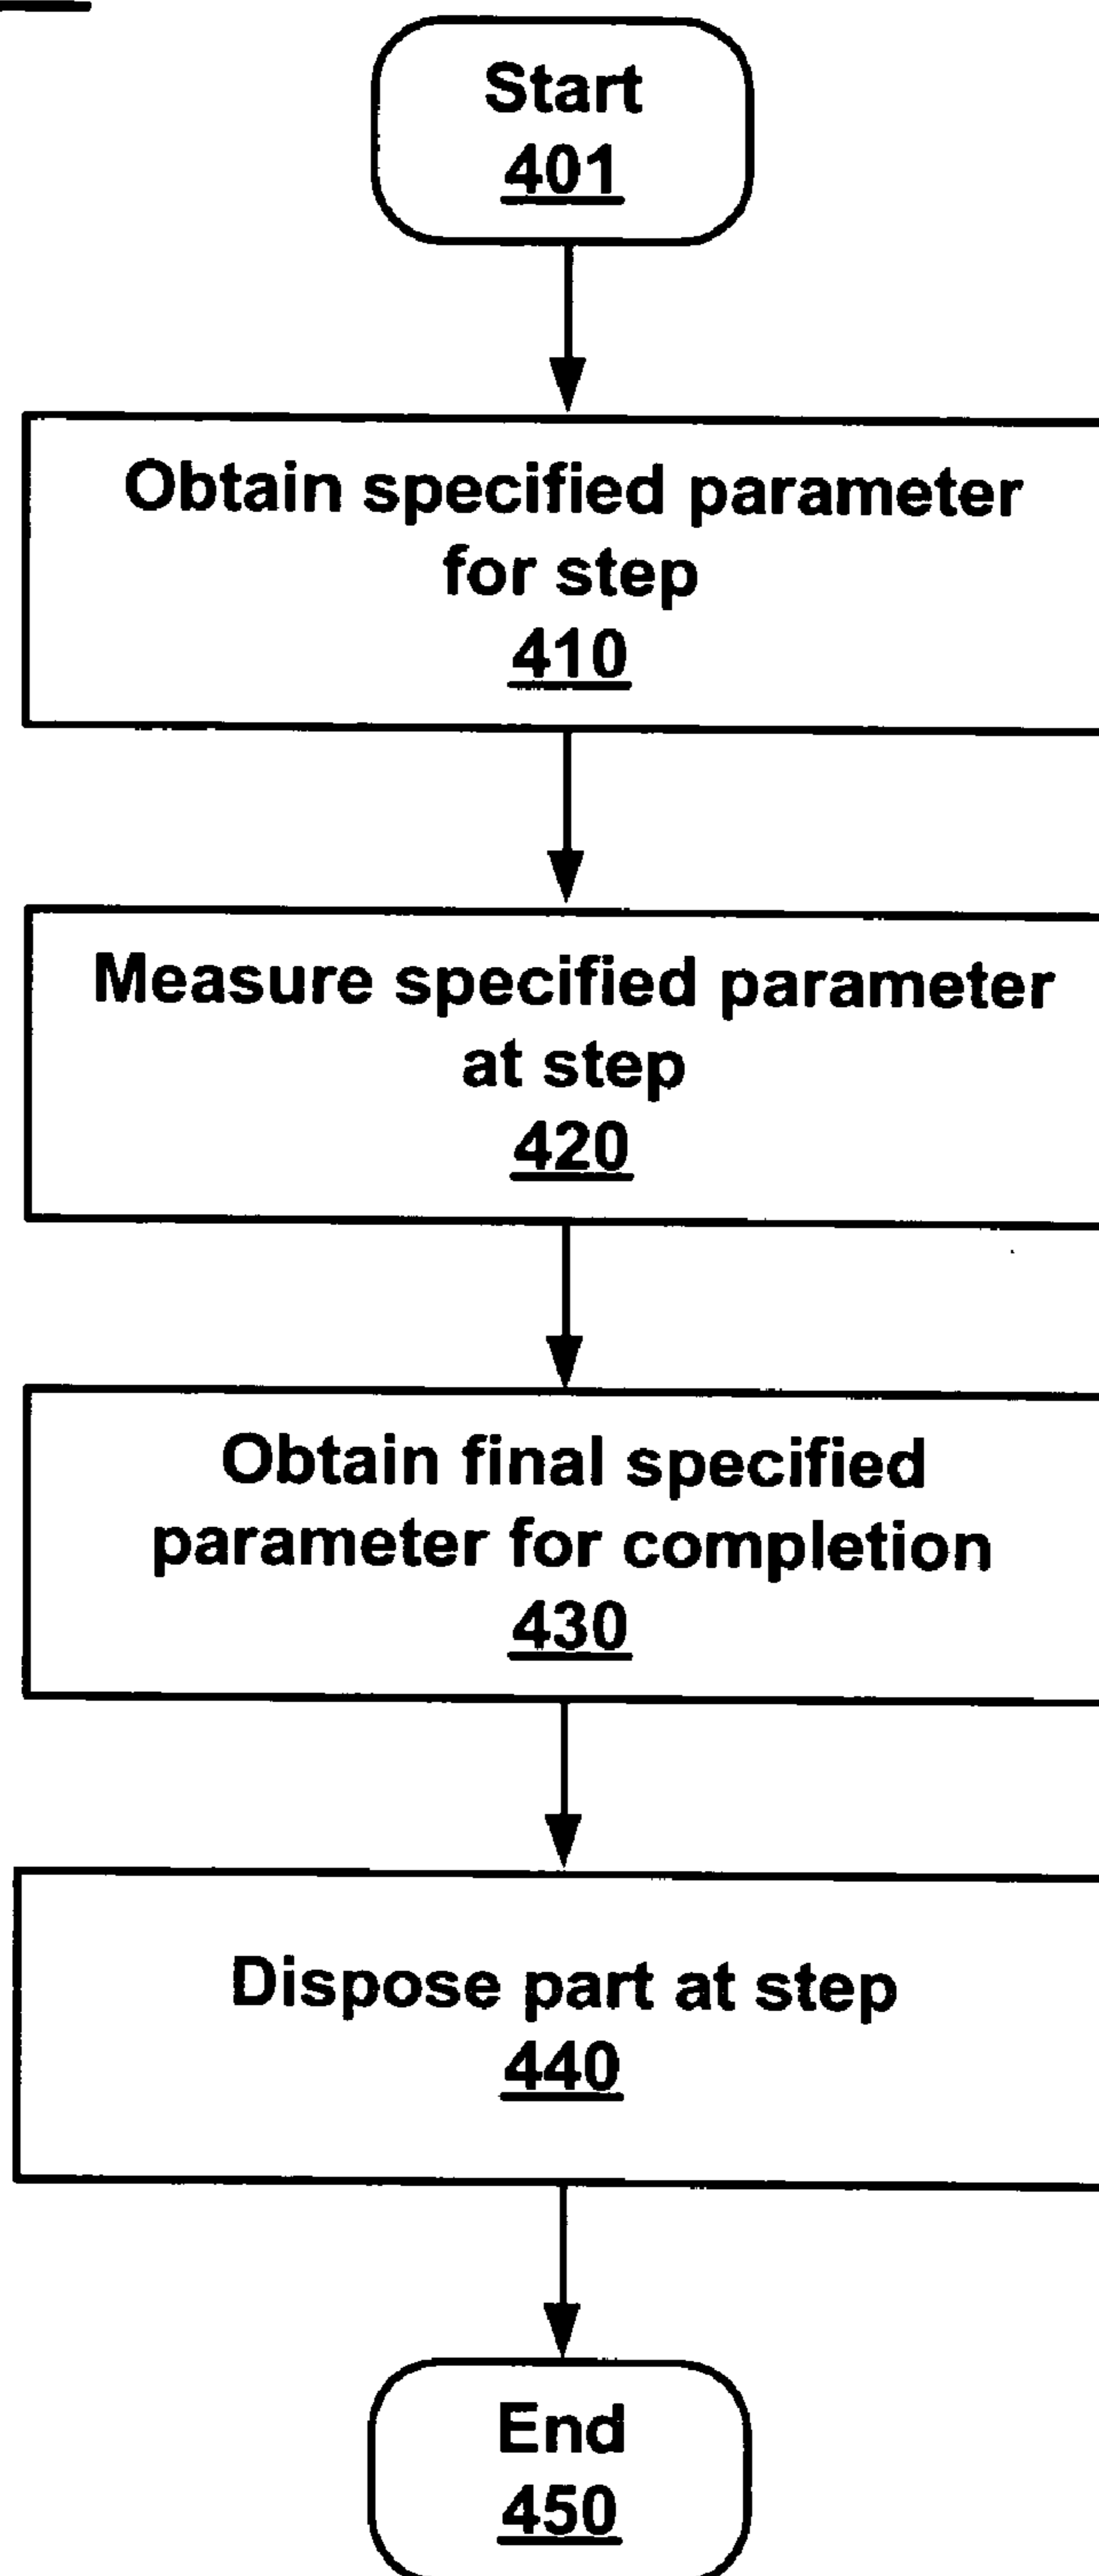 Start
401
Obtain specified parameter
for step
410
Measure specified parameter
at step
420
Obtain final specified
parameter for completion
430
Dispose part at step
440
End
450